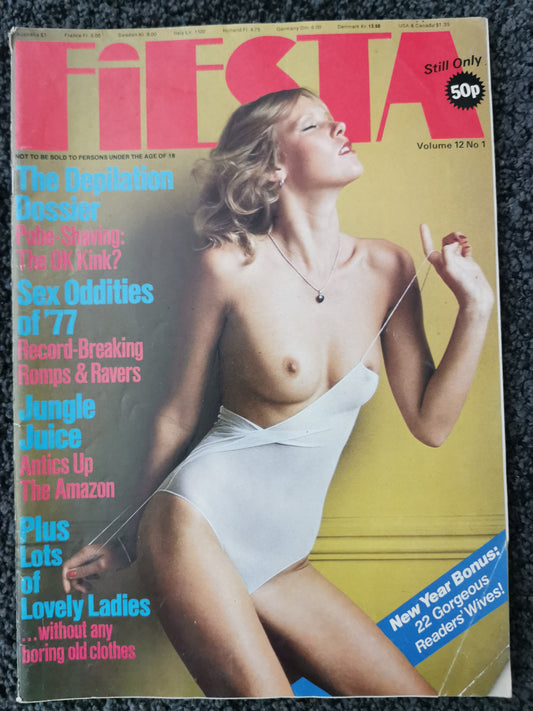 Australia $1 France Fr. 8.00 Sweden Kr. 9.00 Italy Lit. 1500 Holland Fl. 4.75 Germany Dm. 6.00 Denmark Kr. 13.50 USA & Canada $1.75
FiESTA
Still Only
50p
Volume 12 No 1
NOT TO BE SOLD TO PERSONS UNDER THE AGE OF 18
The Depilation
Dossier
Pube-Shaving:
The OK Kink?
Sex Oddities
of '77
Record-Breaking
Romps & Ravers
Jungle
Juice
Antics Up
The Amazon
Plus
Lots
of
Lovely Ladies
...without any
boring old clothes
New Year Bonus:
22 Gorgeous
Readers' Wives!